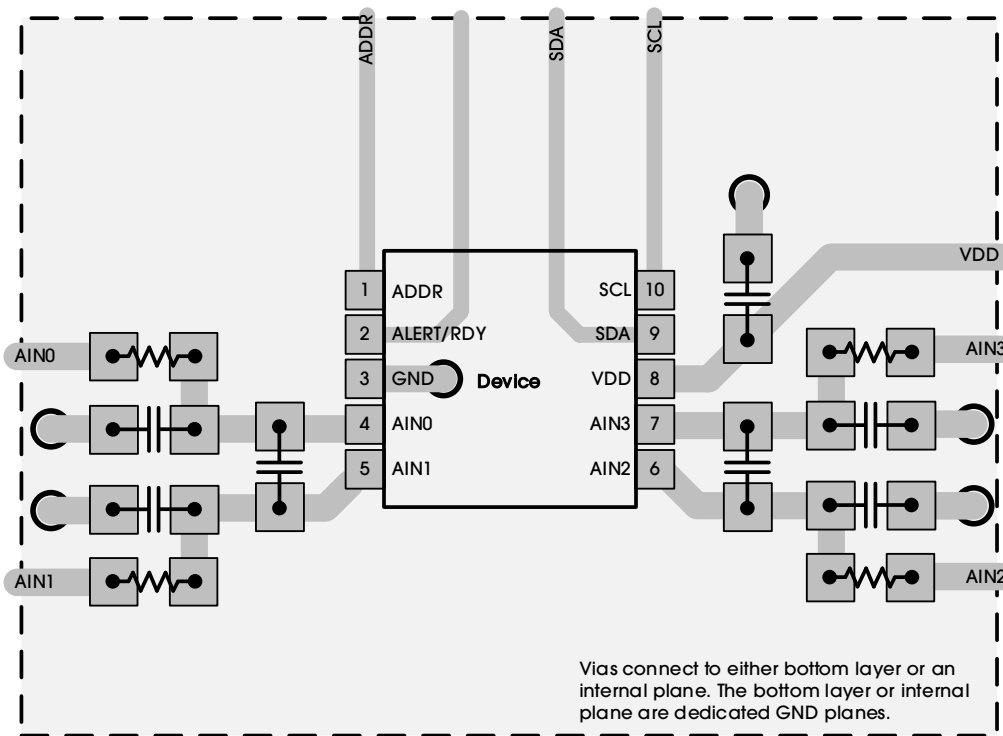 ADDR
SDA
SCL
VDD
1 ADDR
SCL 10
2 ALERT/RDY
SDA 9
AIN0
AIN3
3 GND
Device
VDD 8
4 AIN0
AIN3 7
5 AIN1
AIN2 6
AIN1
AIN2
Vias connect to either bottom layer or an
internal plane. The bottom layer or internal
plane are dedicated GND planes.